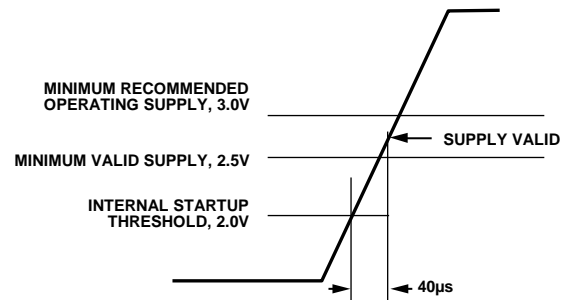 MINIMUM RECOMMENDED
OPERATING SUPPLY, 3.0V
SUPPLY VALID
MINIMUM VALID SUPPLY, 2.5V
INTERNAL STARTUP
THRESHOLD, 2.0V
40µs